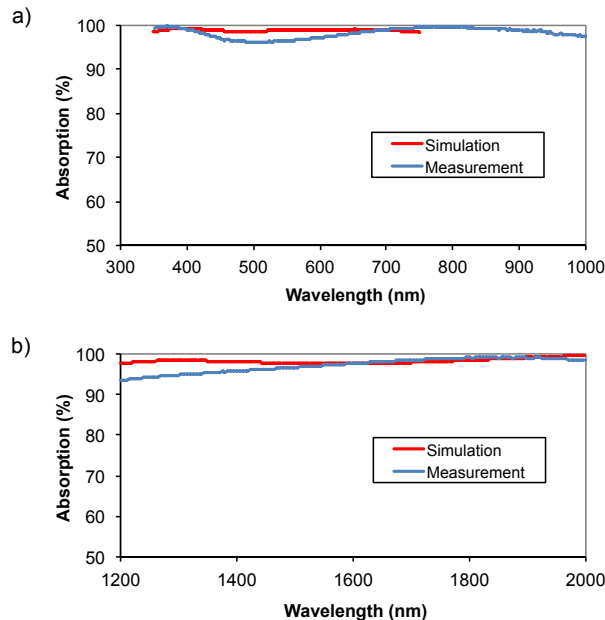 a)
100
90
80
70
60
50
Absorption (%)
Simulation
Measurement
300 400 500 600 700 800 900 1000
Wavelength (nm)
b)
100
90
80
70
60
50
Absorption (%)
Simulation
Measurement
1200 1400 1600 1800 2000
Wavelength (nm)